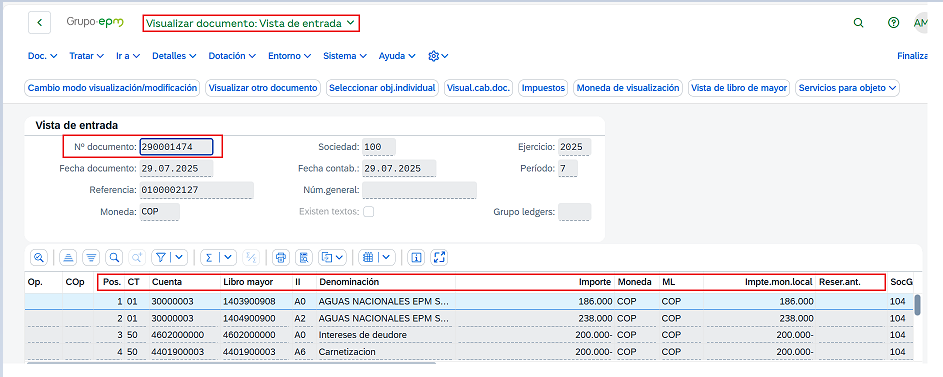 Grupo·epm Visualizar documento: Vista de entrada AM
Doc. Tratar Ir a Detalles Dotación Entorno Sistema Ayuda Finaliza
Cambio modo visualización/modificación Visualizar otro documento Seleccionar obj.individual Visual.cab.doc. Impuestos Moneda de visualización Vista de libro de mayor Servicios para objeto
Vista de entrada
Nº documento: 290001474 Sociedad: 100 Ejercicio: 2025
Fecha documento: 29.07.2025 Fecha contab.: 29.07.2025 Período: 7
Referencia: 0100002127 Núm.general:
Moneda: COP Existen textos: Grupo ledgers:
Op. COp Pos. CT Cuenta Libro mayor II Denominación Importe Moneda ML Impte.mon.local Reser.ant. SocG
1 01 30000003 1403900908 A0 AGUAS NACIONALES EPM S... 186.000 COP COP 186.000 104
2 01 30000003 1404900900 A2 AGUAS NACIONALES EPM S... 238.000 COP COP 238.000 104
3 50 4602000000 4602000000 A0 Intereses de deudore 200.000- COP COP 200.000- 104
4 50 4401900003 4401900003 A6 Carnetizacion 200.000- COP COP 200.000- 104